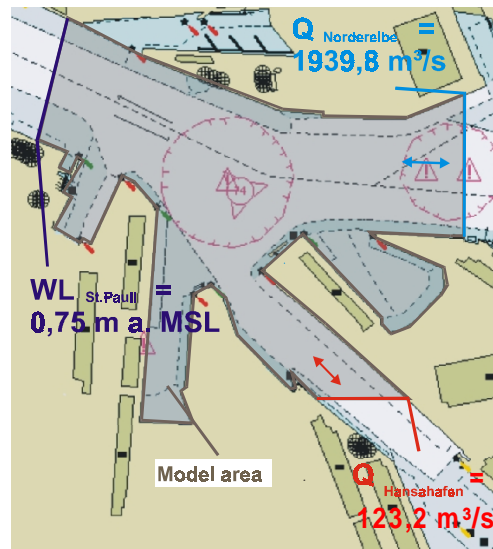 Q Norderelbe =
1939,8 m³/s
WL St.Pauli =
0,75 m a. MSL
Model area
Q Hansahafen =
123,2 m³/s